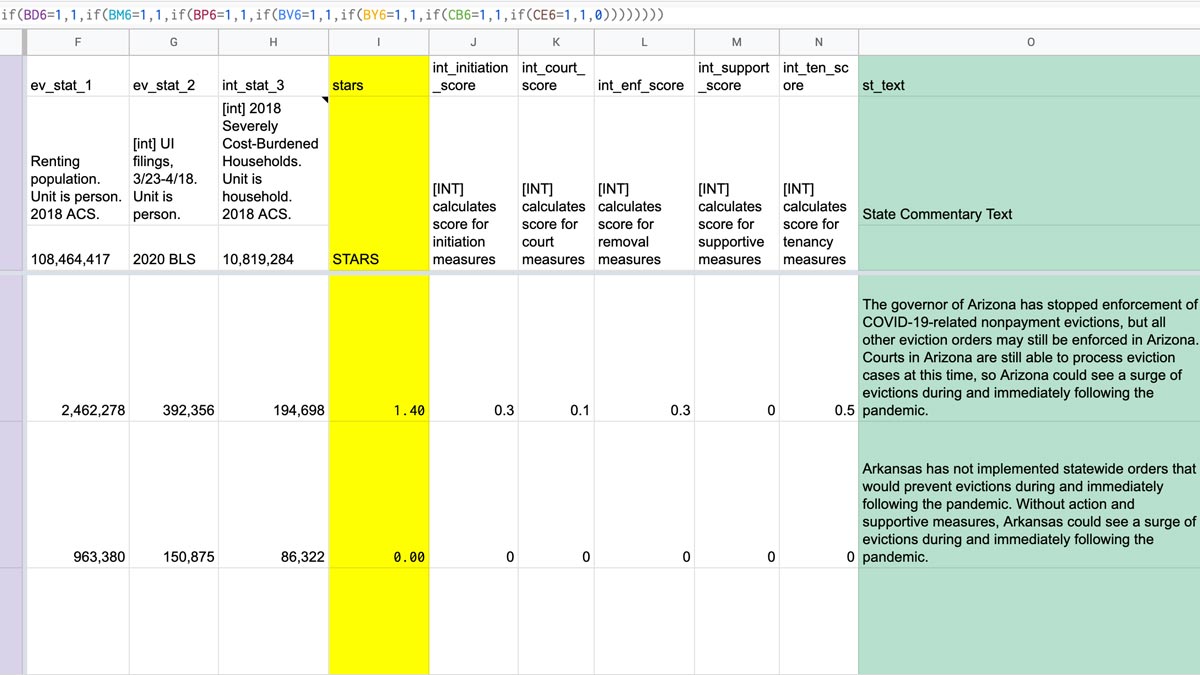 if(BD6=1,1,if(BM6=1,1,if(BP6=1,1,if(BV6=1,1,if(BY6=1,1,if(CB6=1,1,if(CE6=1,1,0))))))))
F G H I J K L M N O
ev_stat_1
ev_stat_2
int_stat_3
stars
int_initiation
_score
int_court_
score
int_enf_score
int_support
_score
int_ten_sc
ore
st_text
Renting
population.
Unit is person.
2018 ACS.
[int] UI
filings,
3/23-4/18.
Unit is
person.
[int] 2018
Severely
Cost-Burdened
Households.
Unit is
household.
2018 ACS.
[INT]
calculates
score for
initiation
measures
[INT]
calculates
score for
court
measures
[INT]
calculates
score for
removal
measures
[INT]
calculates
score for
supportive
measures
[INT]
calculates
score for
tenancy
measures
State Commentary Text
108,464,417
2020 BLS
10,819,284
STARS
2,462,278
392,356
194,698
1.40
0.3
0.1
0.3
0
0.5
The governor of Arizona has stopped enforcement of
COVID-19-related nonpayment evictions, but all
other eviction orders may still be enforced in Arizona.
Courts in Arizona are still able to process eviction
cases at this time, so Arizona could see a surge of
evictions during and immediately following the
pandemic.
963,380
150,875
86,322
0.00
0
0
0
0
0
Arkansas has not implemented statewide orders that
would prevent evictions during and immediately
following the pandemic. Without action and
supportive measures, Arkansas could see a surge of
evictions during and immediately following the
pandemic.